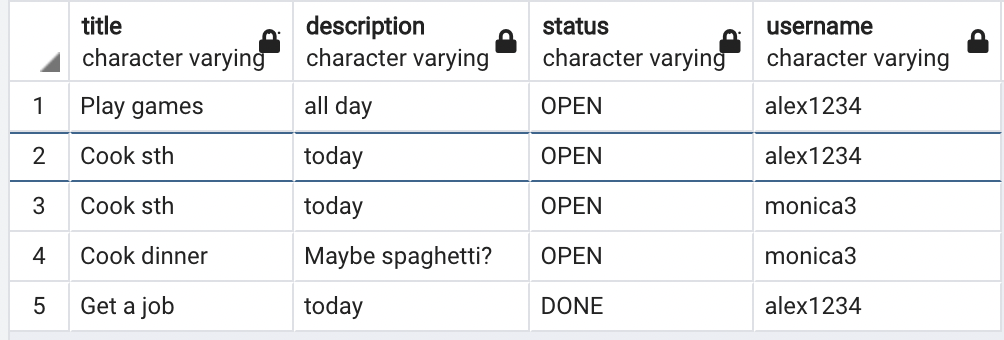 title description status username
character varying character varying character varying character varying
1 Play games all day OPEN alex1234
2 Cook sth today OPEN alex1234
3 Cook sth today OPEN monica3
4 Cook dinner Maybe spaghetti? OPEN monica3
5 Get a job today DONE alex1234